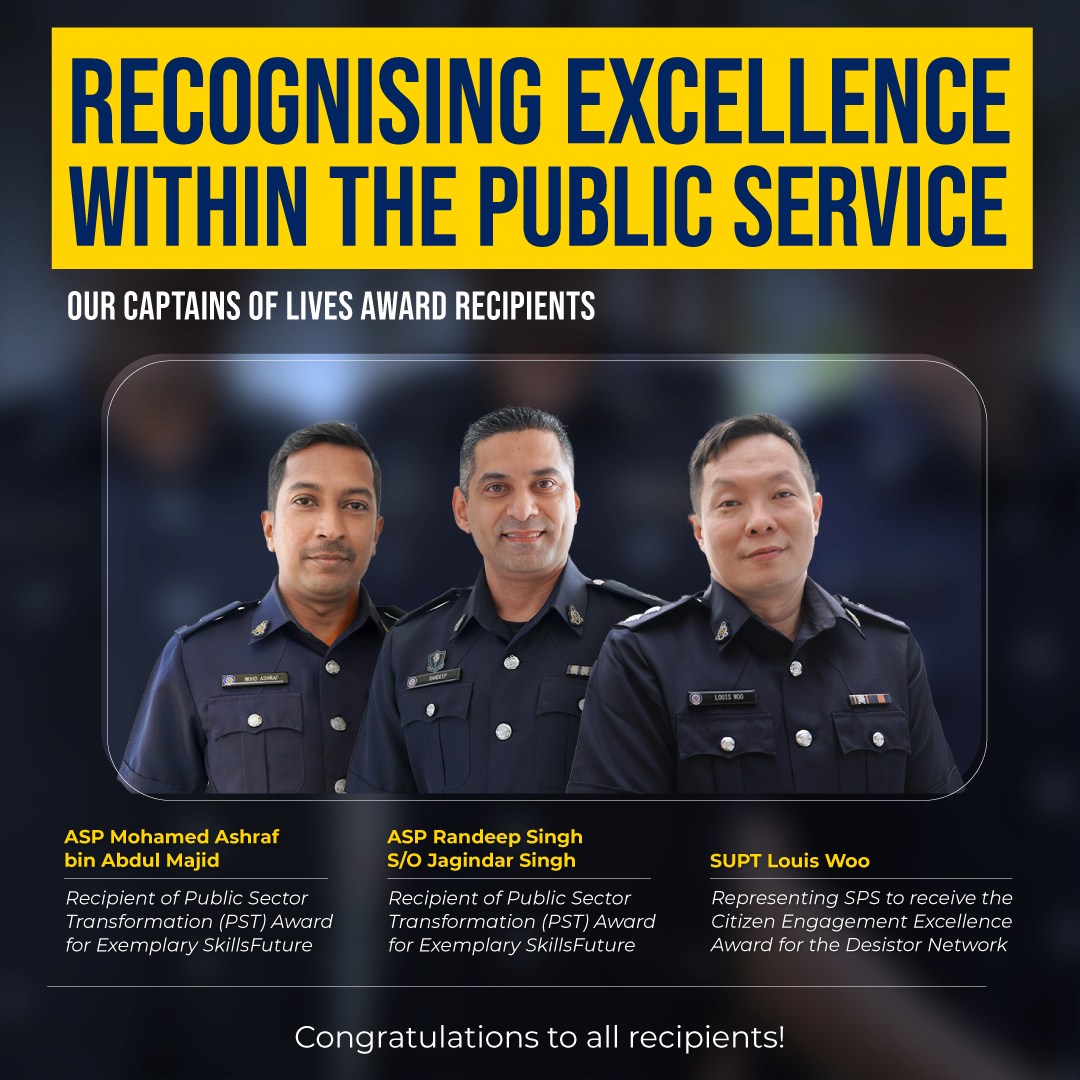 RECOGNISING EXCELLENCE
WITHIN THE PUBLIC SERVICE
OUR CAPTAINS OF LIVES AWARD RECIPIENTS
MUHD ASHRAF
RANDEEP
LOUIS WOO
ASP Mohamed Ashraf
bin Abdul Majid
Recipient of Public Sector
Transformation (PST) Award
for Exemplary SkillsFuture
ASP Randeep Singh
S/O Jagindar Singh
Recipient of Public Sector
Transformation (PST) Award
for Exemplary SkillsFuture
SUPT Louis Woo
Representing SPS to receive the
Citizen Engagement Excellence
Award for the Desistor Network
Congratulations to all recipients!